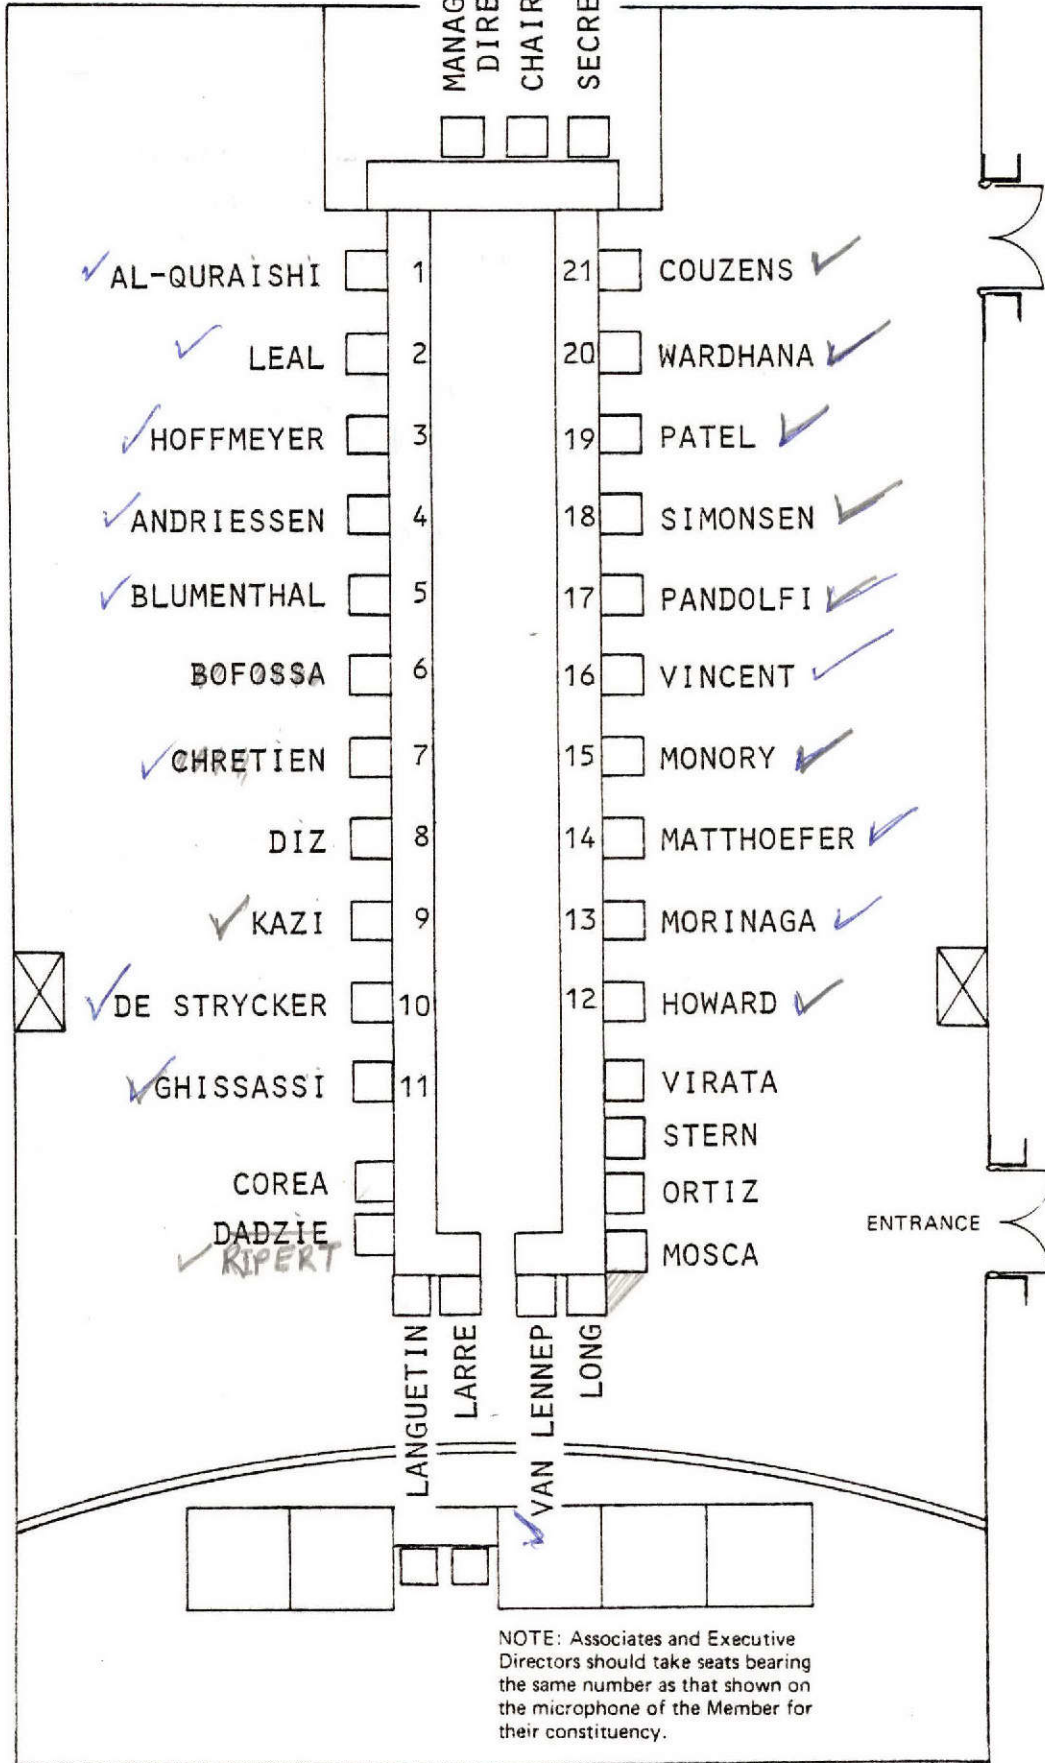 MANAG
DIRE
CHAIR
SECRE
AL-QURAISHI 1 21 COUZENS
LEAL 2 20 WARDHANA
HOFFMEYER 3 19 PATEL
ANDRIESSEN 4 18 SIMONSEN
BLUMENTHAL 5 17 PANDOLFI
BOFOSSA 6 16 VINCENT
CHRETIEN 7 15 MONORY
DIZ 8 14 MATTHOEFER
KAZI 9 13 MORINAGA
DE STRYCKER 10 12 HOWARD
GHISSASSI 11 VIRATA
STERN
COREA ORTIZ
DADZIE MOSCA
RIPERT
ENTRANCE
LANGUETIN
LARRE
VAN LENNEP
LONG
NOTE: Associates and Executive
Directors should take seats bearing
the same number as that shown on
the microphone of the Member for
their constituency.